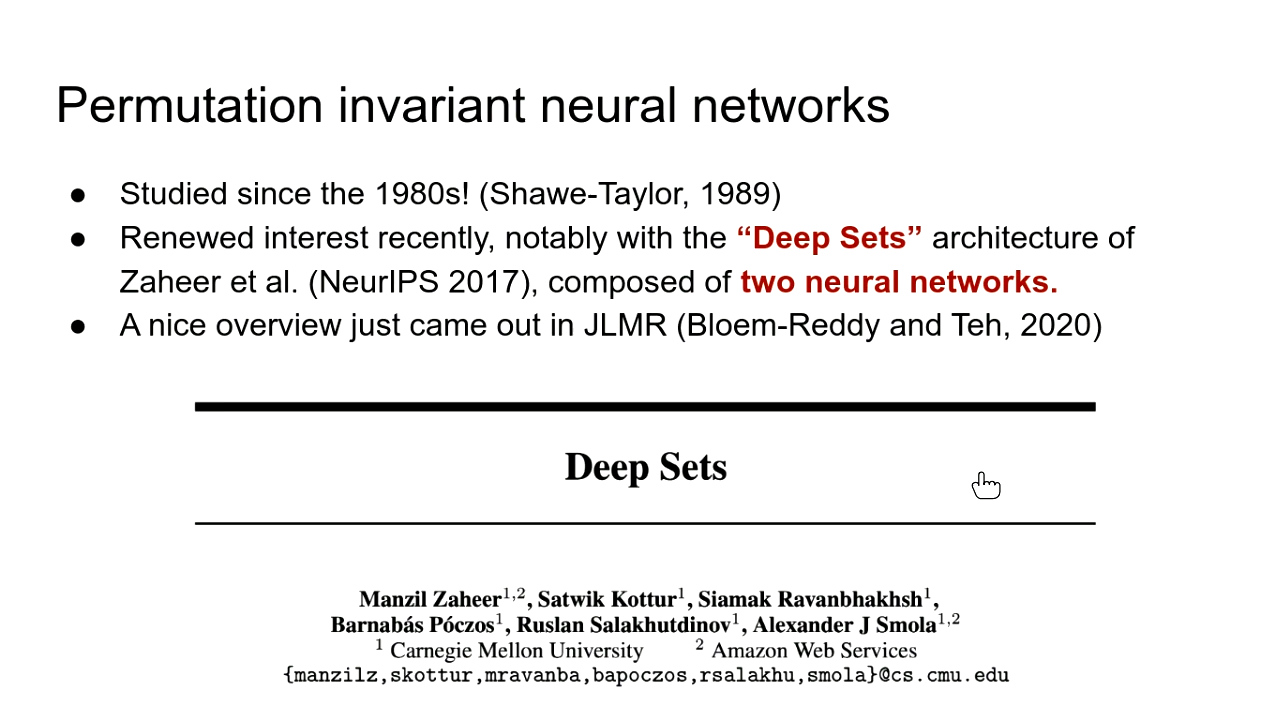 Permutation invariant neural networks
● Studied since the 1980s! (Shawe-Taylor, 1989)
● Renewed interest recently, notably with the “Deep Sets” architecture of
Zaheer et al. (NeurIPS 2017), composed of two neural networks.
● A nice overview just came out in JLMR (Bloem-Reddy and Teh, 2020)
Deep Sets
Manzil Zaheer1,2, Satwik Kottur1, Siamak Ravanbhakhsh1,
Barnabás Póczos1, Ruslan Salakhutdinov1, Alexander J Smola1,2
1 Carnegie Mellon University 2 Amazon Web Services
{manzilz,skottur,mravanba,bapoczos,rsalakhu,smola}@cs.cmu.edu